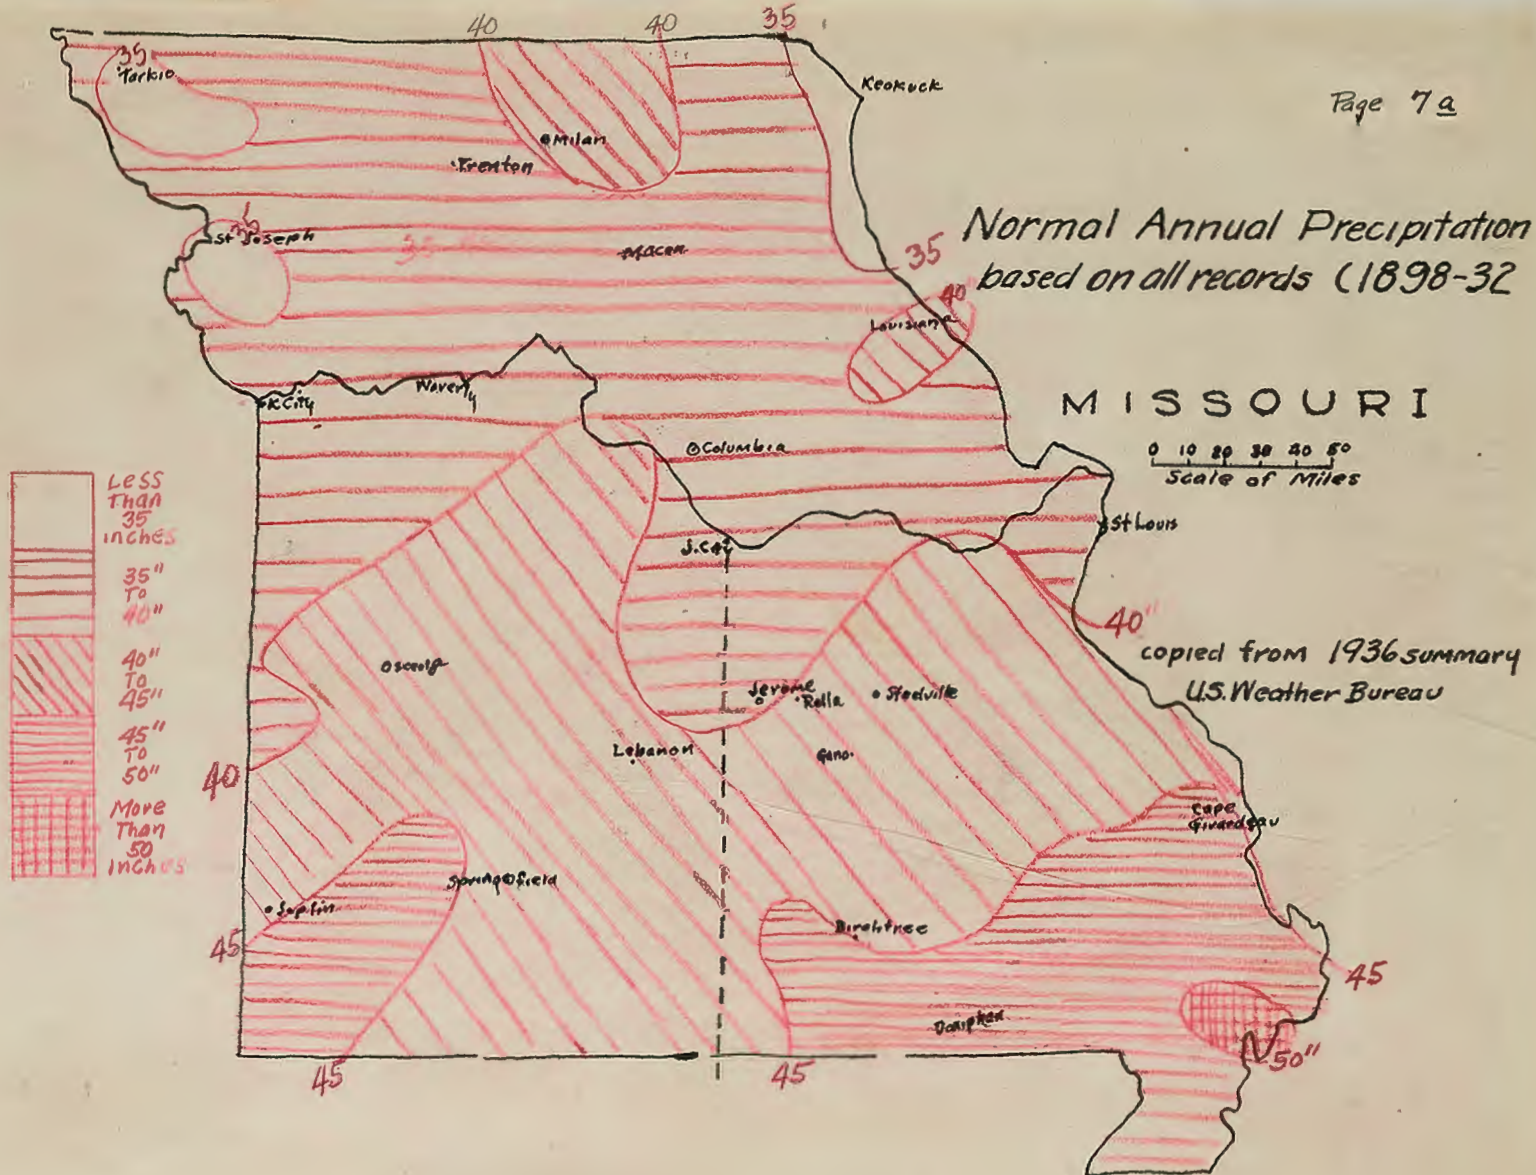 40 40 35
Page 7a
35
Tarkio
Keokuck
Milan
Trenton
Normal Annual Precipitation
based on all records (1898-32
35
St Joseph
35
Macon
35
40
Louisiana
MISSOURI
0 10 20 30 40 50
Scale of Miles
K.City
Waverly
Columbia
St Louis
Less
Than
35
inches
35"
To
40"
40"
To
45"
45"
To
50"
More
Than
50
inches
40"
copied from 1936 summary
U.S. Weather Bureau
Jerome
Rolla
Steelville
Lebanon
40
Cape
Girardeau
Springfield
Joplin
Birchtree
45
45
Doniphan
50"
45
45